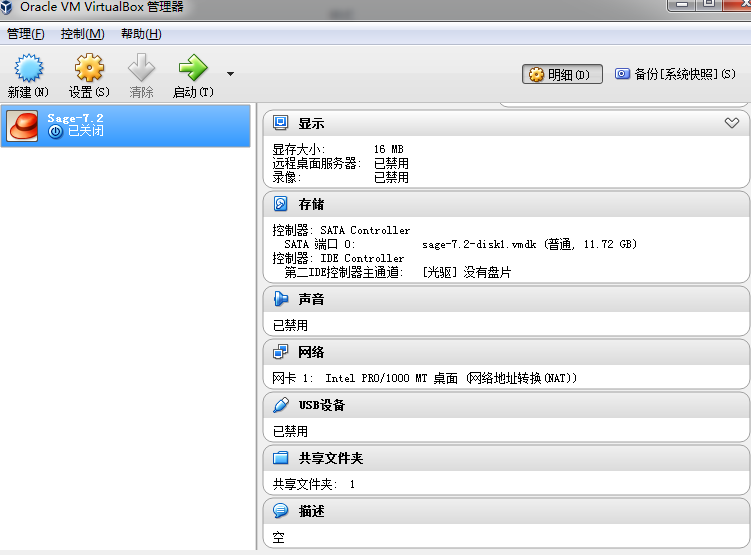 Oracle VM VirtualBox 管理器
管理(F) 控制(M) 帮助(H)
新建(N) 设置(S) 清除 启动(T) 明细(D) 备份[系统快照](S)
Sage-7.2
已关闭
显示
显存大小: 16 MB
远程桌面服务器: 已禁用
录像: 已禁用
存储
控制器: SATA Controller
SATA 端口 0: sage-7.2-disk1.vmdk (普通, 11.72 GB)
控制器: IDE Controller
第二IDE控制器主通道: [光驱] 没有盘片
声音
已禁用
网络
网卡 1: Intel PRO/1000 MT 桌面 (网络地址转换(NAT))
USB设备
已禁用
共享文件夹
共享文件夹: 1
描述
空